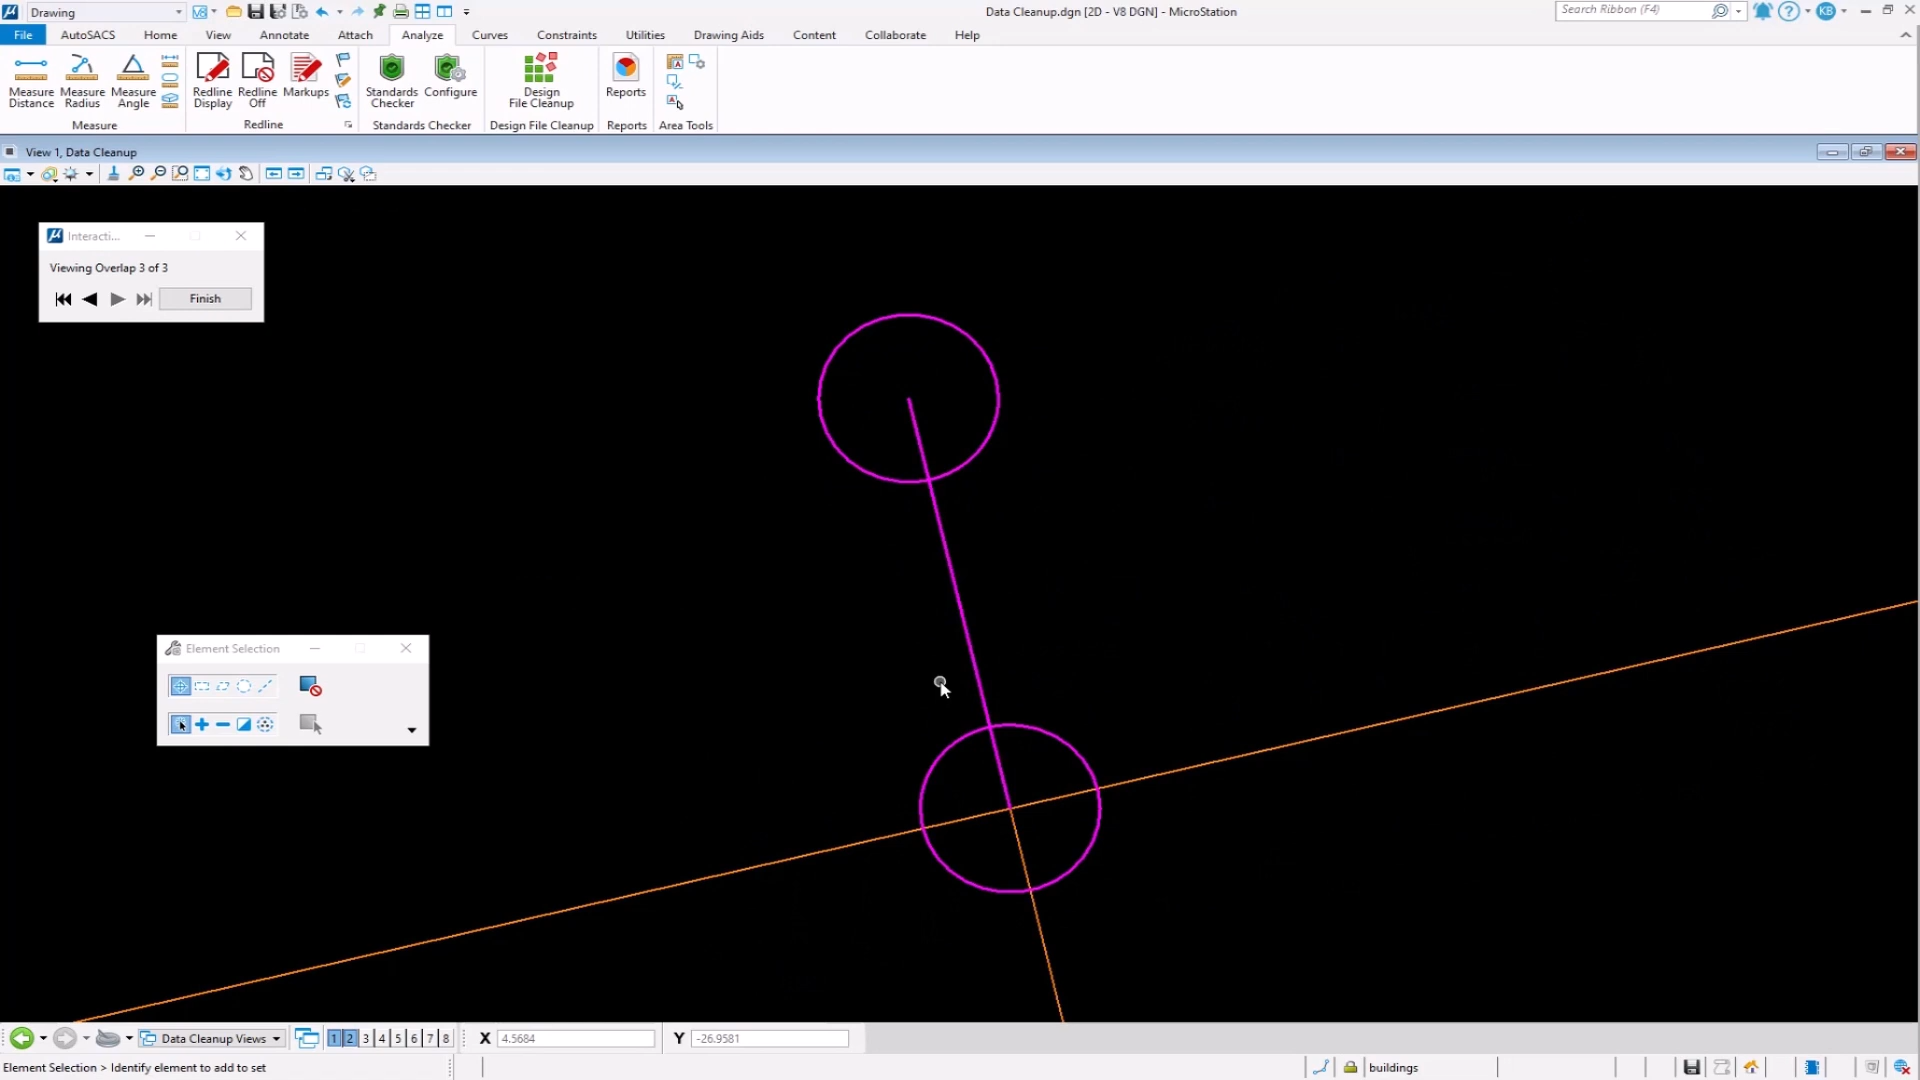 Drawing
Data Cleanup.dgn [2D - V8 DGN] - MicroStation
Search Ribbon (F4)
KB
File AutoSACS Home View Annotate Attach Analyze Curves Constraints Utilities Drawing Aids Content Collaborate Help
Measure Distance
Measure Radius
Measure Angle
Redline Display
Redline Off
Markups
Standards Checker
Configure
Design File Cleanup
Reports
Measure Redline Standards Checker Design File Cleanup Reports Area Tools
View 1, Data Cleanup
Interacti...
Viewing Overlap 3 of 3
Finish
Element Selection
Data Cleanup Views 1 2 3 4 5 6 7 8 X 4.5684 Y -26.9581
Element Selection > Identify element to add to set buildings